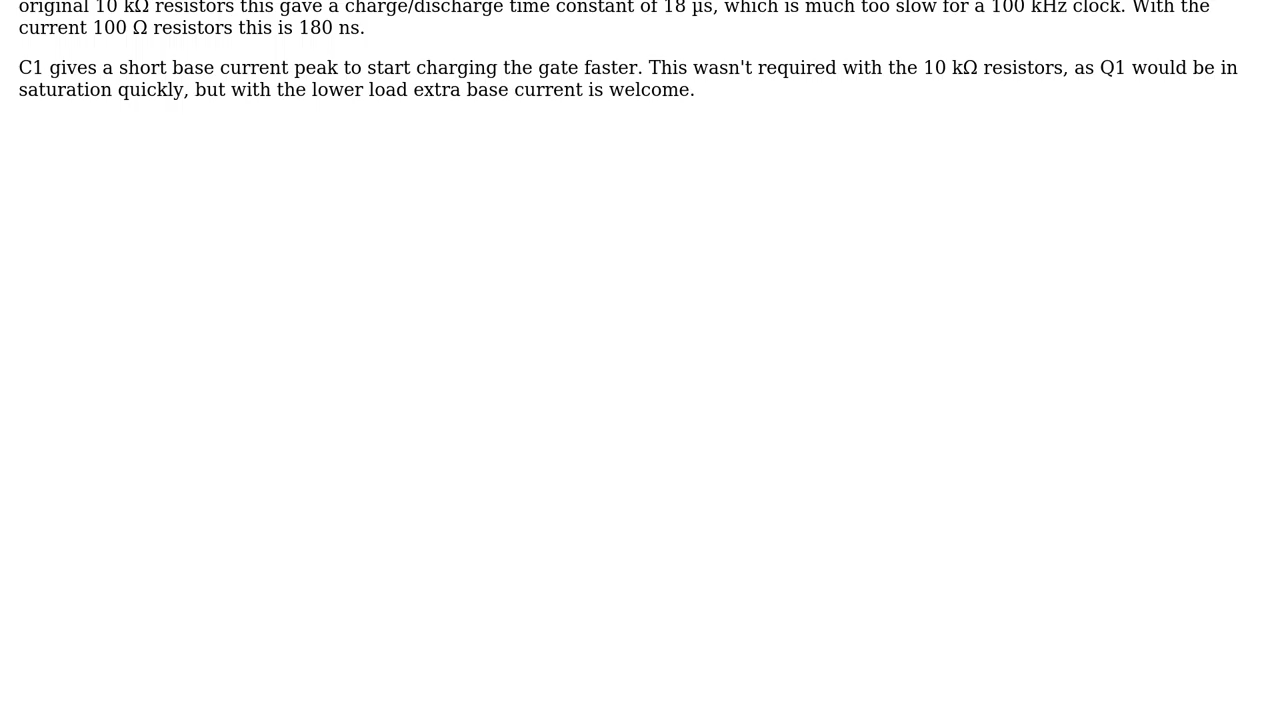 original 10 kΩ resistors this gave a charge/discharge time constant of 18 µs, which is much too slow for a 100 kHz clock. With the
current 100 Ω resistors this is 180 ns.
C1 gives a short base current peak to start charging the gate faster. This wasn't required with the 10 kΩ resistors, as Q1 would be in
saturation quickly, but with the lower load extra base current is welcome.